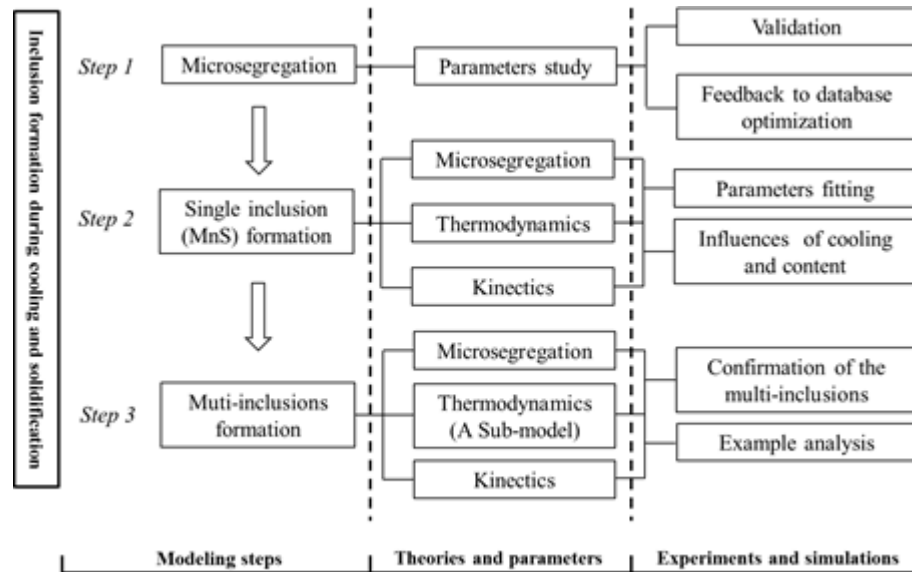 Inclusion formation during cooling and solidification
Step 1
Microsegregation
Parameters study
Validation
Feedback to database
optimization
Step 2
Single inclusion
(MnS) formation
Microsegregation
Thermodynamics
Kinectics
Parameters fitting
Influences of cooling
and content
Step 3
Muti-inclusions
formation
Microsegregation
Thermodynamics
(A Sub-model)
Kinectics
Confirmation of the
multi-inclusions
Example analysis
Modeling steps
Theories and parameters
Experiments and simulations